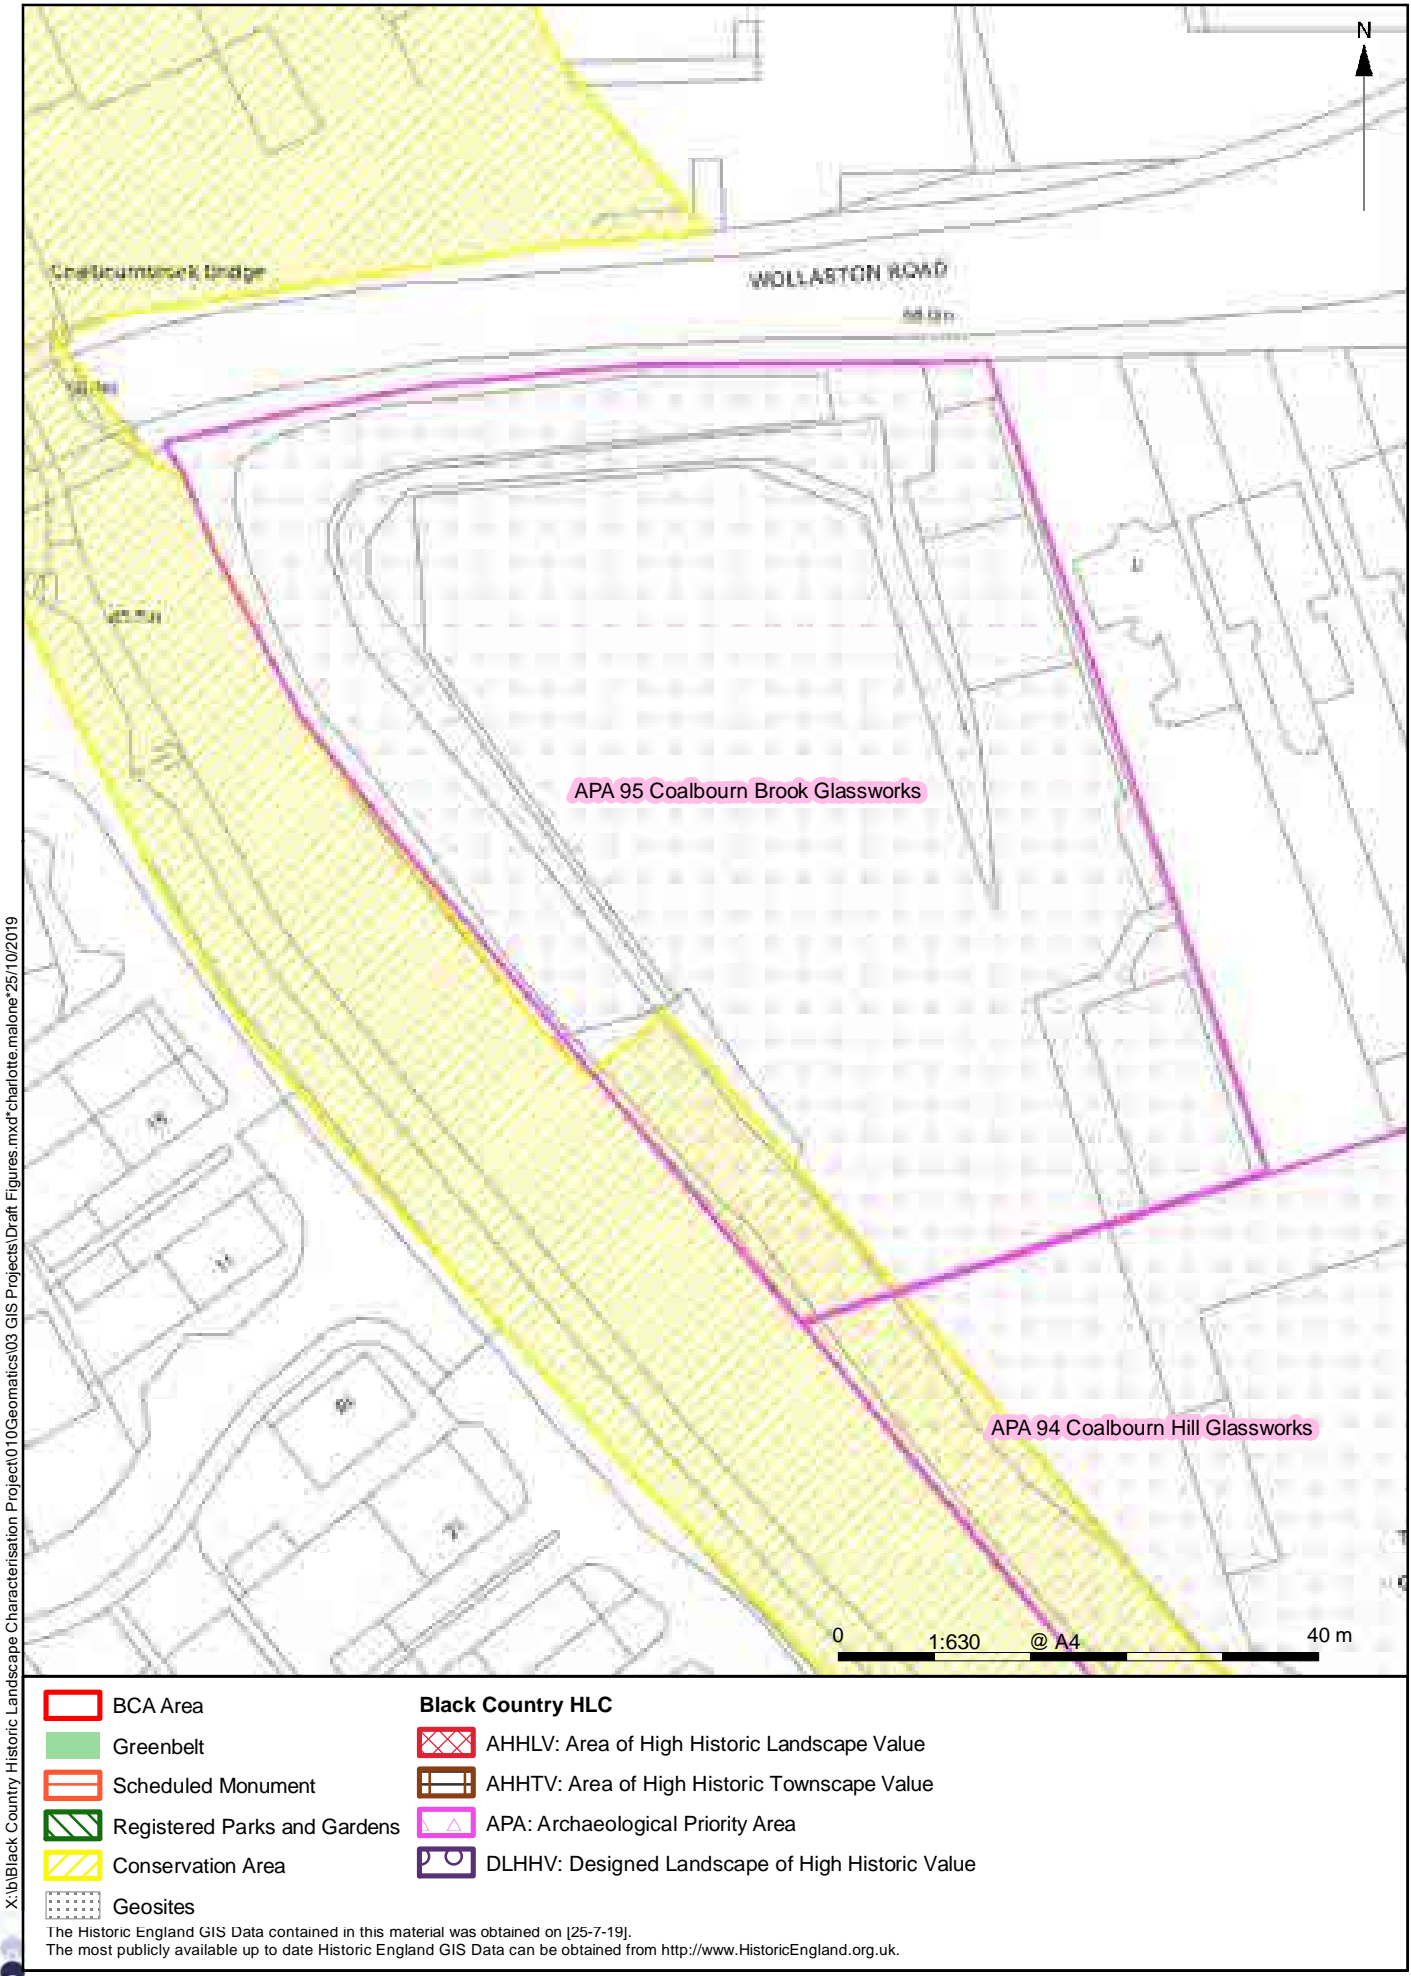 N
WOLLASTON ROAD
APA 95 Coalbourn Brook Glassworks
APA 94 Coalbourn Hill Glassworks
0 1:630 @ A4 40 m
X:\b\Black Country Historic Landscape Characterisation Project\010Geomatics\03 GIS Projects\Draft Figures.mxd*charlotte.malone*25/10/2019
BCA Area
Greenbelt
Scheduled Monument
Registered Parks and Gardens
Conservation Area
Geosites
Black Country HLC
AHHLV: Area of High Historic Landscape Value
AHHTV: Area of High Historic Townscape Value
APA: Archaeological Priority Area
DLHHV: Designed Landscape of High Historic Value
The Historic England GIS Data contained in this material was obtained on [25-7-19].
The most publicly available up to date Historic England GIS Data can be obtained from http://www.HistoricEngland.org.uk.